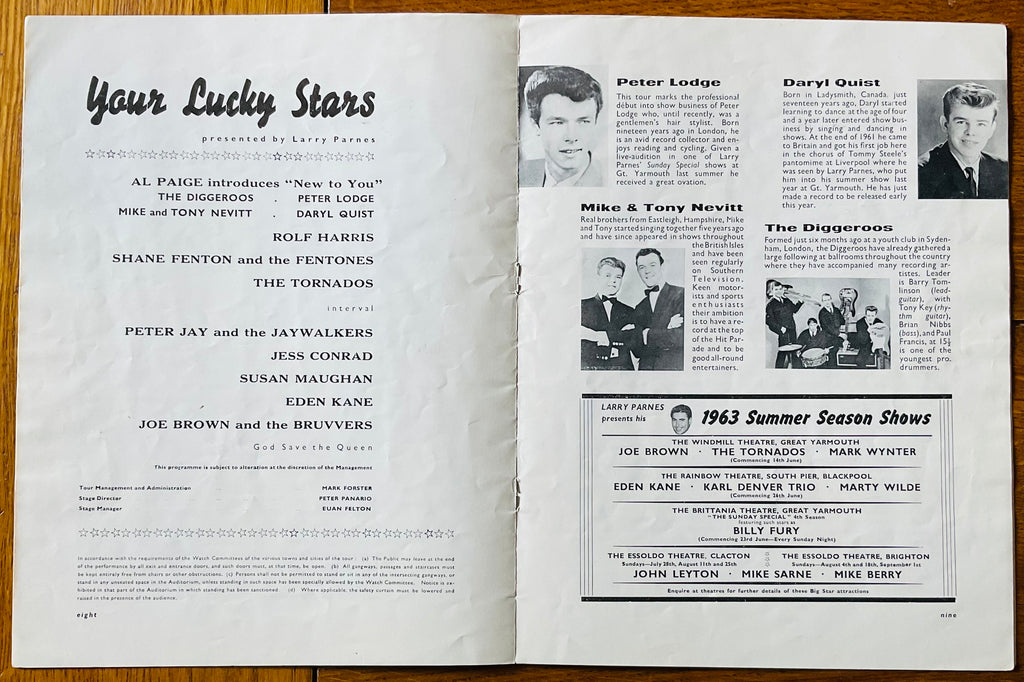 Your Lucky Stars
presented by Larry Parnes
AL PAIGE introduces "New to You"
THE DIGGEROOS . PETER LODGE
MIKE and TONY NEVITT . DARYL QUIST
ROLF HARRIS
SHANE FENTON and the FENTONES
THE TORNADOS
interval
PETER JAY and the JAYWALKERS
JESS CONRAD
SUSAN MAUGHAN
EDEN KANE
JOE BROWN and the BRUVVERS
God Save the Queen
This programme is subject to alteration at the discretion of the Management
Tour Management and Administration MARK FORSTER
Stage Director PETER PANARIO
Stage Manager EUAN FELTON
In accordance with the requirements of the Watch Committees of the various towns and cities of the tour : (a) The Public may leave at the end
of the performance by all exit and entrance doors, and such doors must, at that time, be open. (b) All gangways, passages and staircases must
be kept entirely free from chairs or other obstructions. (c) Persons shall not be permitted to stand or sit in any of the intersecting gangways, or
stand in any unseated space in the Auditorium, unless standing in such space has been specially allowed by the Watch Committee. Notice is ex-
hibited in that part of the Auditorium in which standing has been sanctioned. (d) Where applicable, the safety curtain must be lowered and
raised in the presence of the audience.
eight
Peter Lodge
This tour marks the professional
début into show business of Peter
Lodge who, until recently, was a
gentlemen's hair stylist. Born
nineteen years ago in London, he
is an avid record collector and en-
joys reading and cycling. Given a
live-audition in one of Larry
Parnes' Sunday Special shows at
Gt. Yarmouth last summer he
received a great ovation.
Mike & Tony Nevitt
Real brothers from Eastleigh, Hampshire, Mike
and Tony started singing together five years ago
and have since appeared in shows throughout
the British Isles
and have been
seen regularly
on Southern
Television.
Keen motor-
ists and sports
enthusiasts
their ambition
is to have a re-
cord at the top
of the Hit Par-
ade and to be
good all-round
entertainers.
Daryl Quist
Born in Ladysmith, Canada, just
seventeen years ago, Daryl started
learning to dance at the age of four
and a year later entered show bus-
iness by singing and dancing in
shows. At the end of 1961 he came
to Britain and got his first job here
in the chorus of Tommy Steele's
pantomime at Liverpool where he
was seen by Larry Parnes, who put
him into his summer show last
year at Gt. Yarmouth. He has just
made a record to be released early
this year.
The Diggeroos
Formed just six months ago at a youth club in Syden-
ham, London, the Diggeroos have already gathered a
large following at ballrooms throughout the country
where they have accompanied many recording ar-
tistes. Leader
is Barry Tom-
linson (lead-
guitar), with
Tony Key (rhy-
thm guitar),
Brian Nibbs
(bass), and Paul
Francis, at 15½
is one of the
youngest pro.
drummers.
LARRY PARNES
presents his
1963 Summer Season Shows
THE WINDMILL THEATRE, GREAT YARMOUTH
JOE BROWN · THE TORNADOS · MARK WYNTER
(Commencing 14th June)
THE RAINBOW THEATRE, SOUTH PIER, BLACKPOOL
EDEN KANE · KARL DENVER TRIO · MARTY WILDE
(Commencing 26th June)
THE BRITTANIA THEATRE, GREAT YARMOUTH
"THE SUNDAY SPECIAL" 4th Season
featuring such stars as
BILLY FURY
(Commencing 23rd June—Every Sunday Night)
THE ESSOLDO THEATRE, CLACTON
Sundays—July 28th, August 11th and 25th
THE ESSOLDO THEATRE, BRIGHTON
Sundays—August 4th and 18th, September 1st
JOHN LEYTON · MIKE SARNE · MIKE BERRY
Enquire at theatres for further details of these Big Star attractions
nine